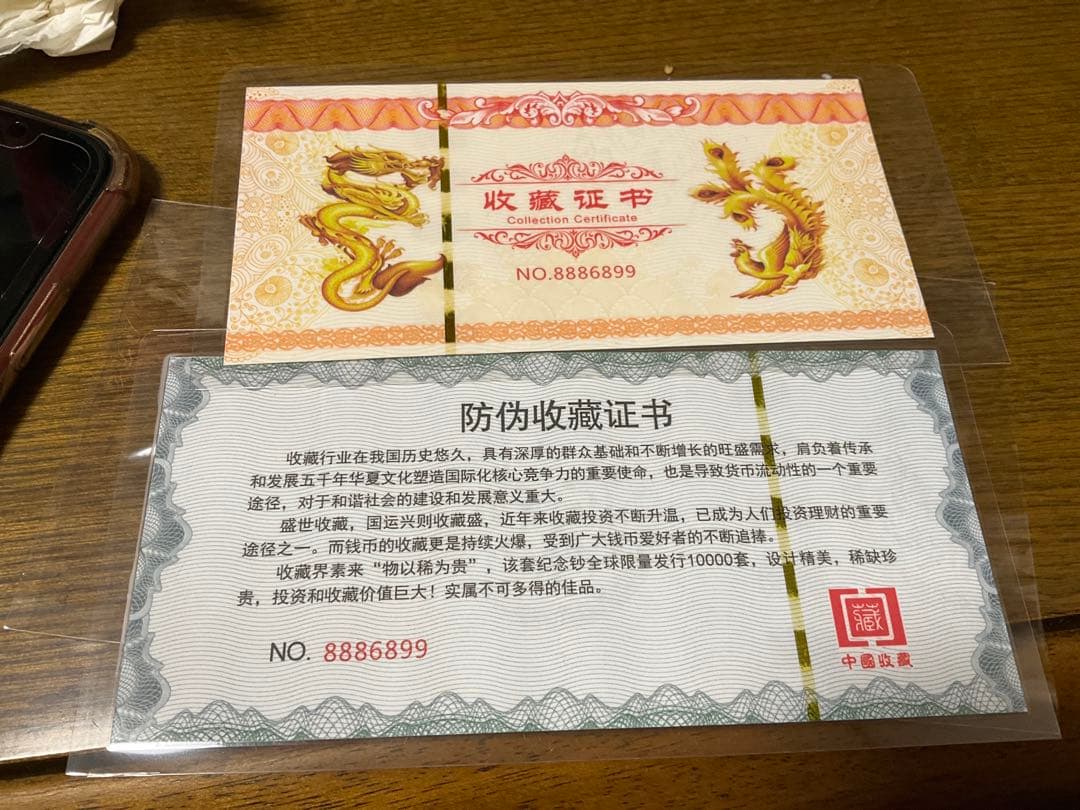 收藏证书
Collection Certificate
NO.8886899
防伪收藏证书
收藏行业在我国历史悠久，具有深厚的群众基础和不断增长的旺盛需求，肩负着传承
和发展五千年华夏文化塑造国际化核心竞争力的重要使命，也是导致货币流动性的一个重要
途径，对于和谐社会的建设和发展意义重大。
盛世收藏，国运兴则收藏盛，近年来收藏投资不断升温，已成为人们投资理财的重要
途径之一。而钱币的收藏更是持续火爆，受到广大钱币爱好者的不断追捧。
收藏界素来“物以稀为贵”，该套纪念钞全球限量发行10000套，设计精美，稀缺珍
贵，投资和收藏价值巨大！实属不可多得的佳品。
NO. 8886899
藏
中國收藏